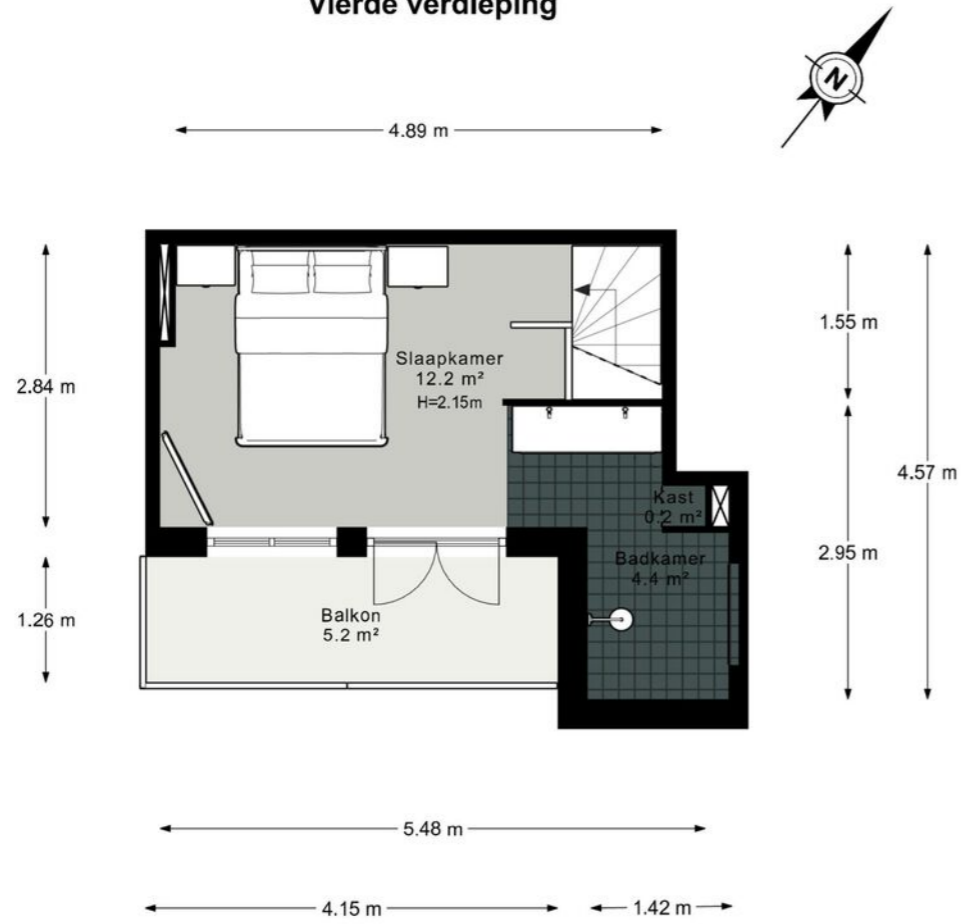 Vierde verdieping
N
4.89 m
2.84 m
1.55 m
Slaapkamer
12.2 m²
H=2.15m
4.57 m
Kast
0.2 m²
2.95 m
Badkamer
4.4 m²
1.26 m
Balkon
5.2 m²
5.48 m
4.15 m
1.42 m